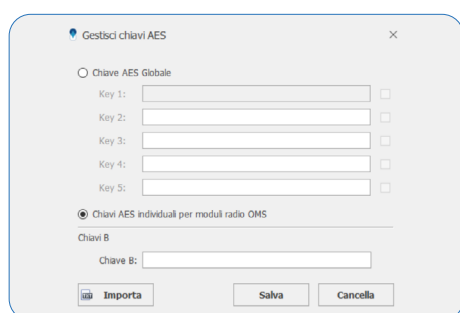 Gestisci chiavi AES
Chiave AES Globale
Key 1:
Key 2:
Key 3:
Key 4:
Key 5:
Chiavi AES individuali per moduli radio OMS
Chiavi B
Chiave B:
Importa Salva Cancella